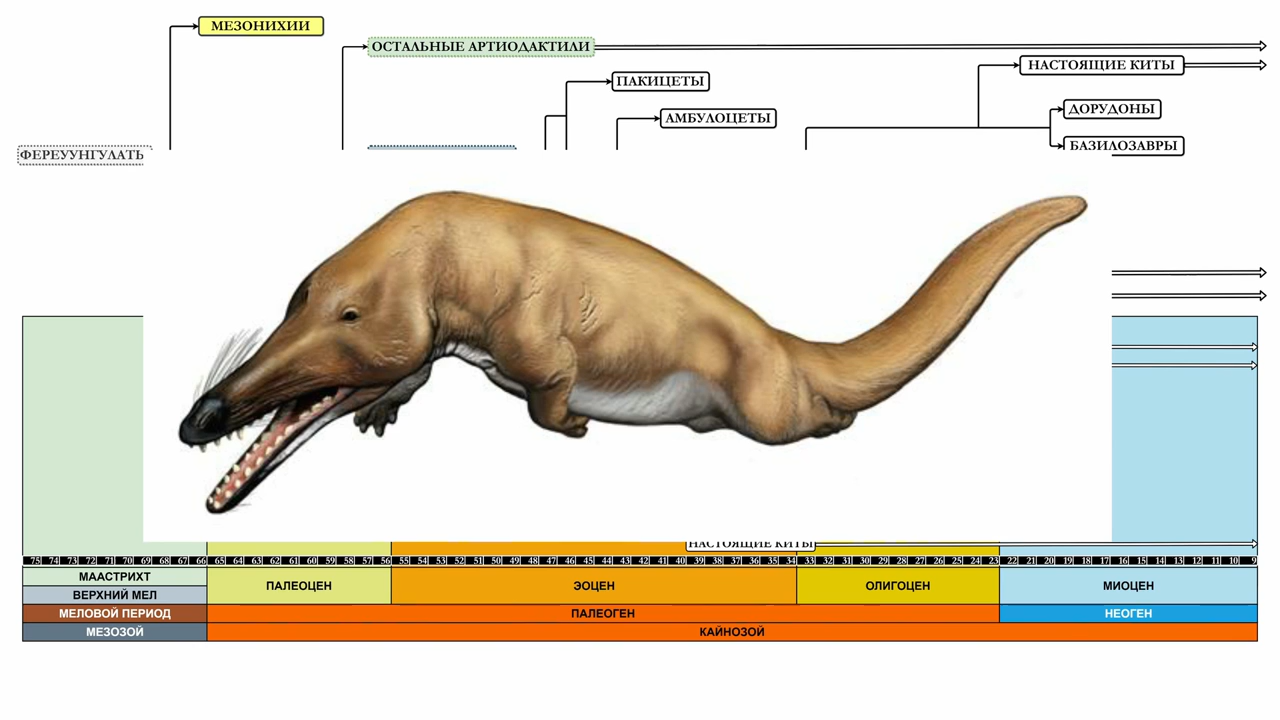 МЕЗОНИХИИ
ОСТАЛЬНЫЕ АРТИОДАКТИЛИ
НАСТОЯЩИЕ КИТЫ
ПАКИЦЕТЫ
ДОРУДОНЫ
АМБУЛОЦЕТЫ
БАЗИЛОЗАВРЫ
ФЕРЕУУНГУЛАТЬ
НАСТОЯЩИЕ КИТЫ
75 74 73 72 71 70 69 68 67 66 65 64 63 62 61 60 59 58 57 56 55 54 53 52 51 50 49 48 47 46 45 44 43 42 41 40 39 38 37 36 35 34 33 32 31 30 29 28 27 26 25 24 23 22 21 20 19 18 17 16 15 14 13 12 11 10 9
МААСТРИХТ
ПАЛЕОЦЕН ЭОЦЕН ОЛИГОЦЕН МИОЦЕН
ВЕРХНИЙ МЕЛ
МЕЛОВОЙ ПЕРИОД ПАЛЕОГЕН НЕОГЕН
МЕЗОЗОЙ КАЙНОЗОЙ